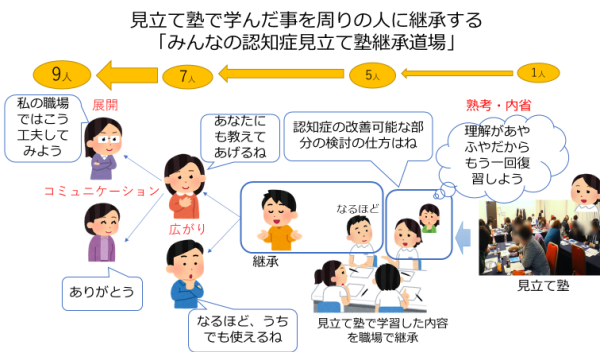 見立て塾で学んだ事を周りの人に継承する
「みんなの認知症見立て塾継承道場」
9人
7人
5人
1人
私の職場
ではこう
工夫して
みよう
展開
あなたに
も教えて
あげるね
認知症の改善可能な部
分の検討の仕方はね
熟考・内省
理解があや
ふやだから
もう一回復
習しよう
コミュニケーション
広がり
なるほど
継承
ありがとう
なるほど、うち
でも使えるね
見立て塾で学習した内容
を職場で継承
見立て塾